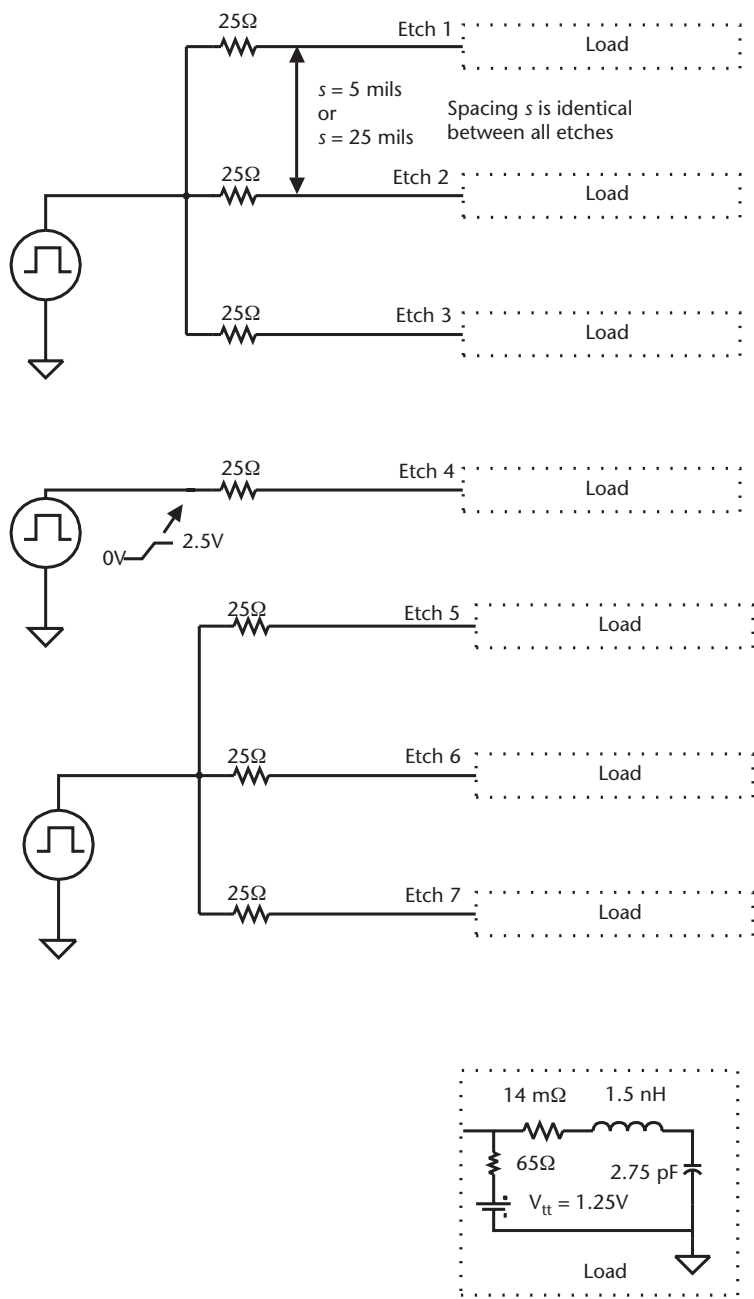 25Ω
Etch 1
Load
s = 5 mils
or
s = 25 mils
Spacing s is identical
between all etches
25Ω
Etch 2
Load
25Ω
Etch 3
Load
25Ω
Etch 4
Load
0V
2.5V
25Ω
Etch 5
Load
25Ω
Etch 6
Load
25Ω
Etch 7
Load
14 mΩ
1.5 nH
65Ω
2.75 pF
Vtt = 1.25V
Load